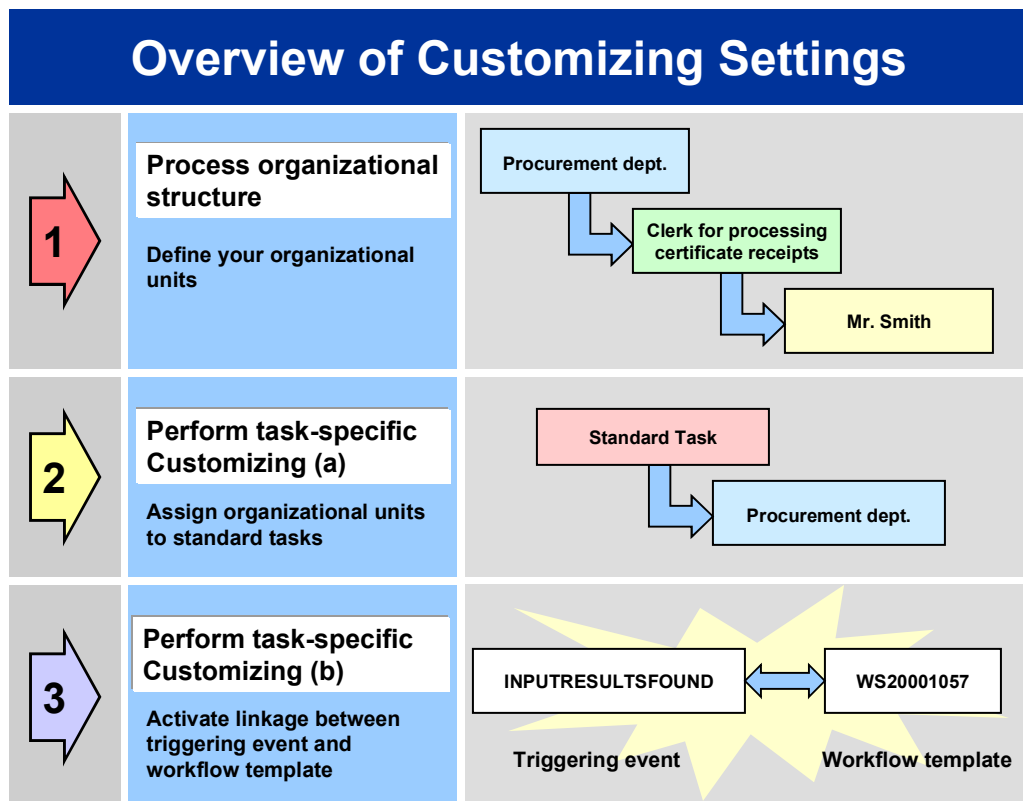 Overview of Customizing Settings
1
Process organizational
structure
Define your organizational
units
Procurement dept.
Clerk for processing
certificate receipts
Mr. Smith
2
Perform task-specific
Customizing (a)
Assign organizational units
to standard tasks
Standard Task
Procurement dept.
3
Perform task-specific
Customizing (b)
Activate linkage between
triggering event and
workflow template
INPUTRESULTSFOUND
WS20001057
Triggering event
Workflow template